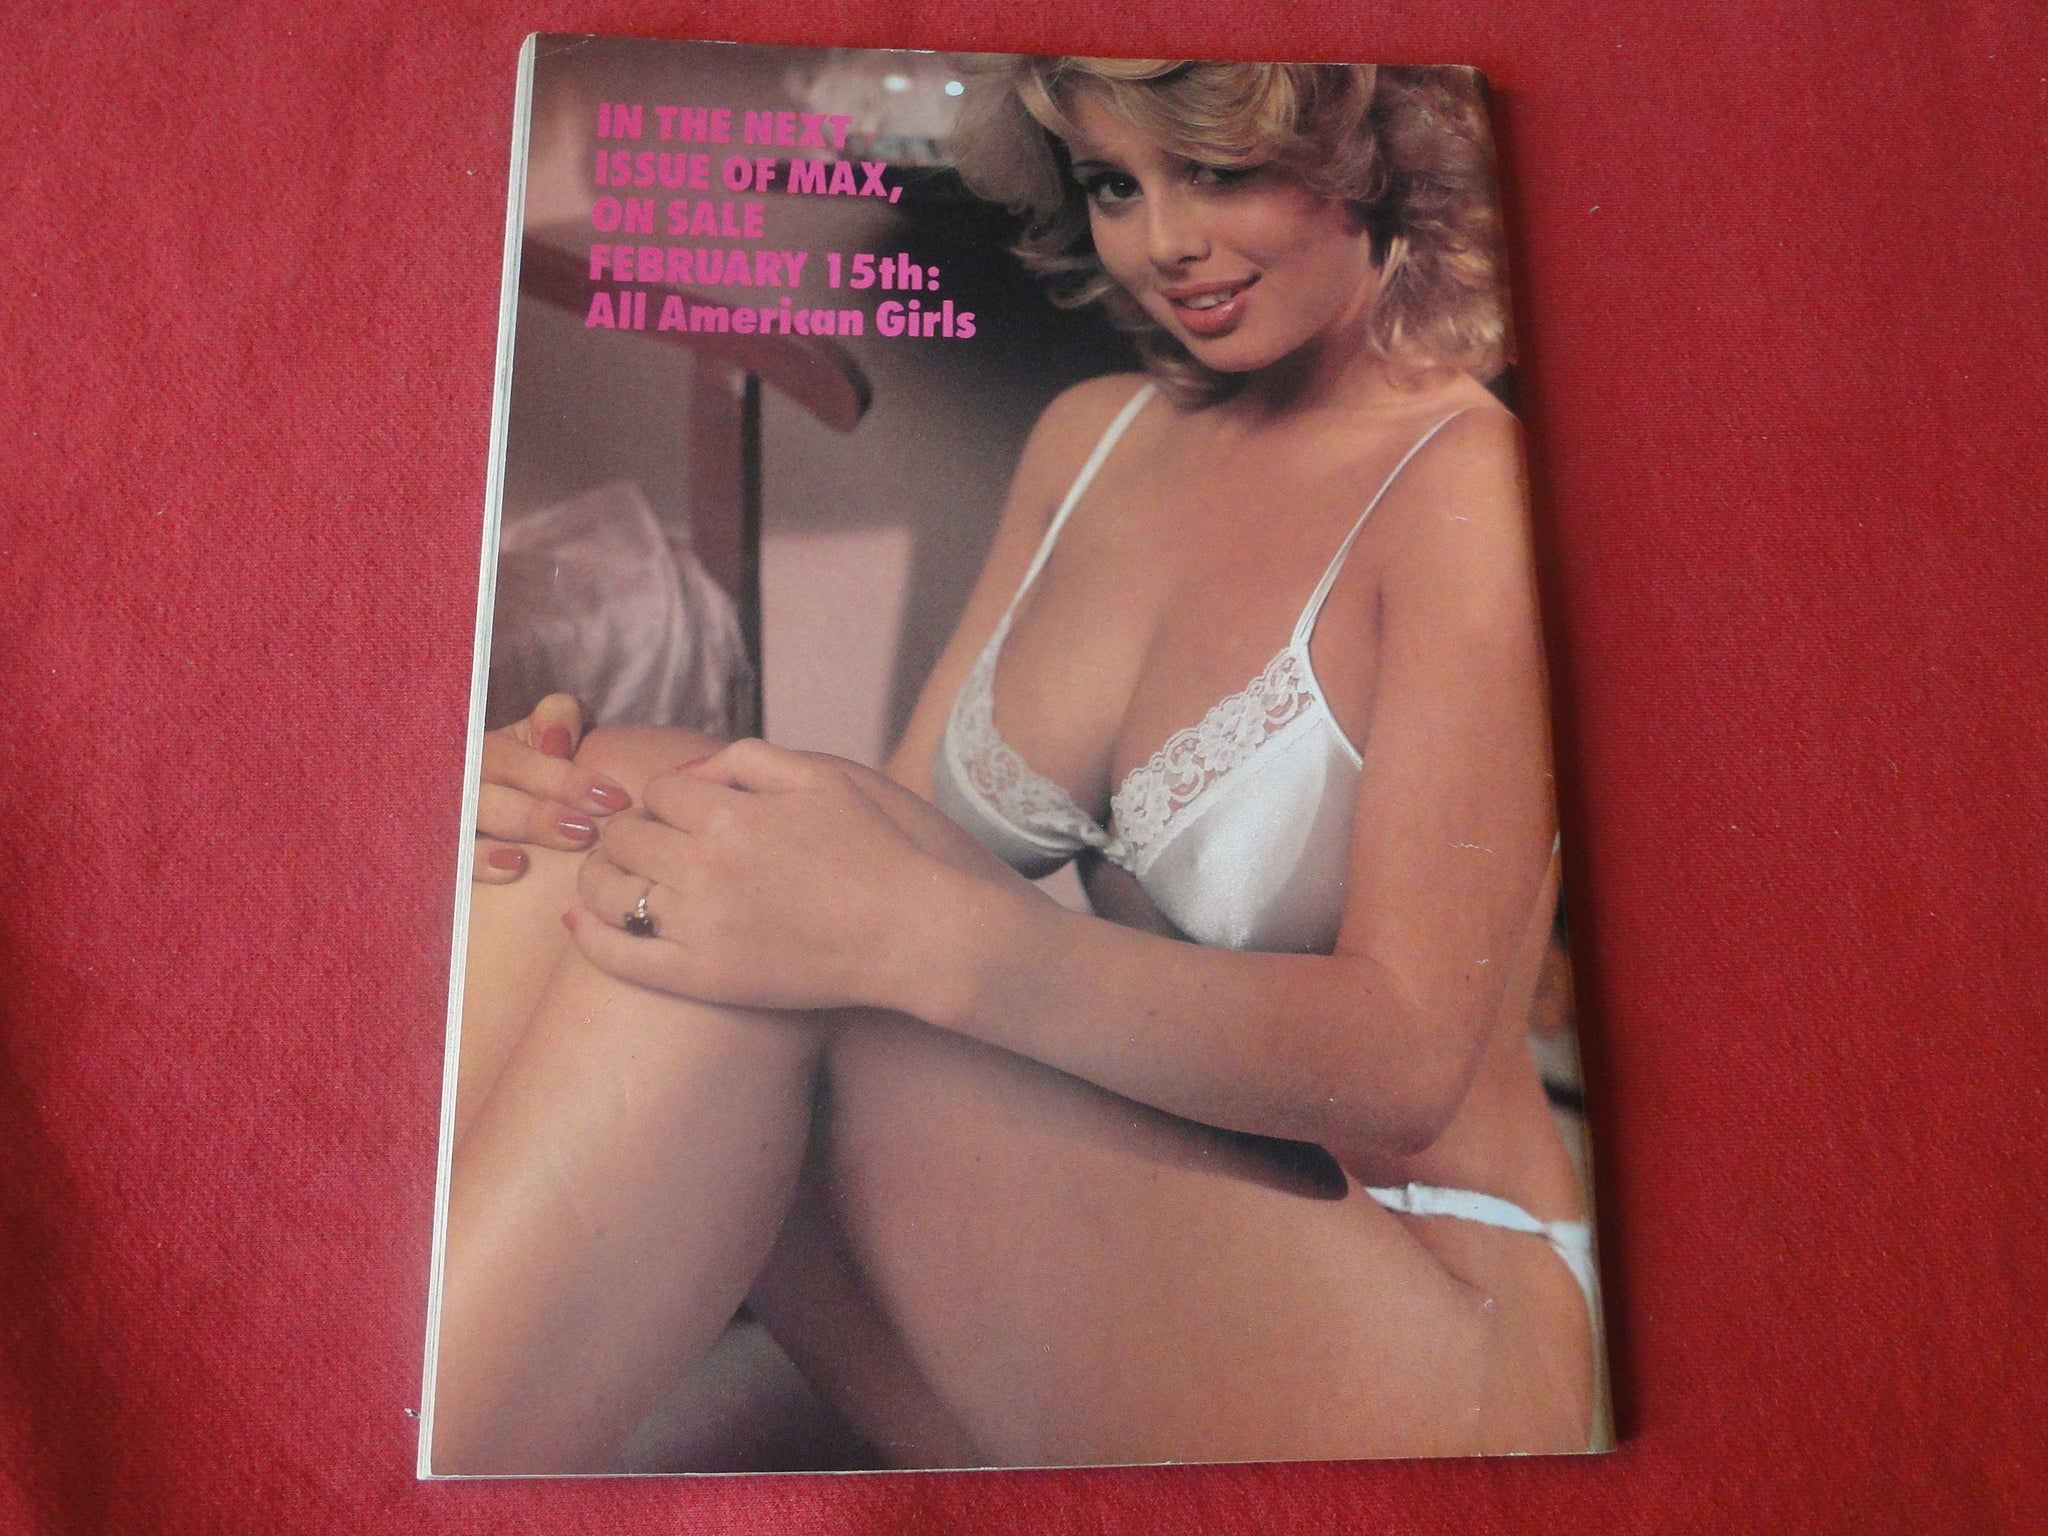 IN THE NEXT
ISSUE OF MAX,
ON SALE
FEBRUARY 15th:
All American Girls